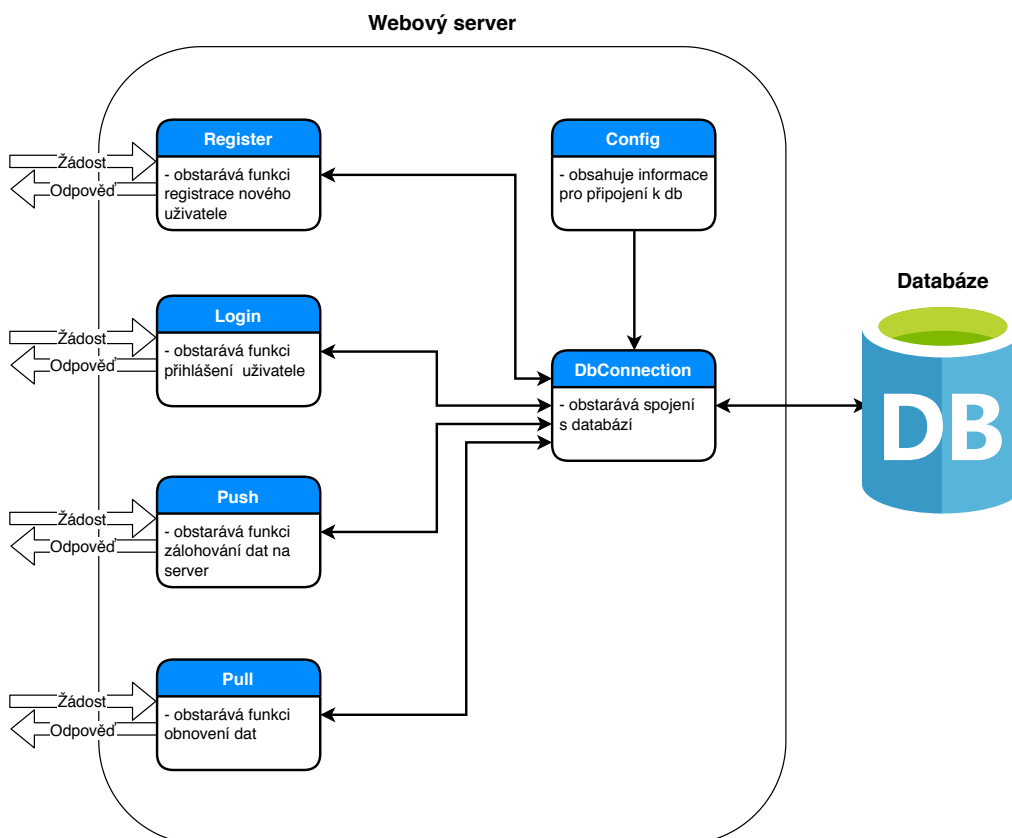 Webový server
Register
- obstarává funkci
registrace nového
uživatele
Žádost
Odpověď
Config
- obsahuje informace
pro připojení k db
Databáze
DB
Login
- obstarává funkci
přihlášení uživatele
Žádost
Odpověď
DbConnection
- obstarává spojení
s databází
Push
- obstarává funkci
zálohování dat na
server
Žádost
Odpověď
Pull
- obstarává funkci
obnovení dat
Žádost
Odpověď